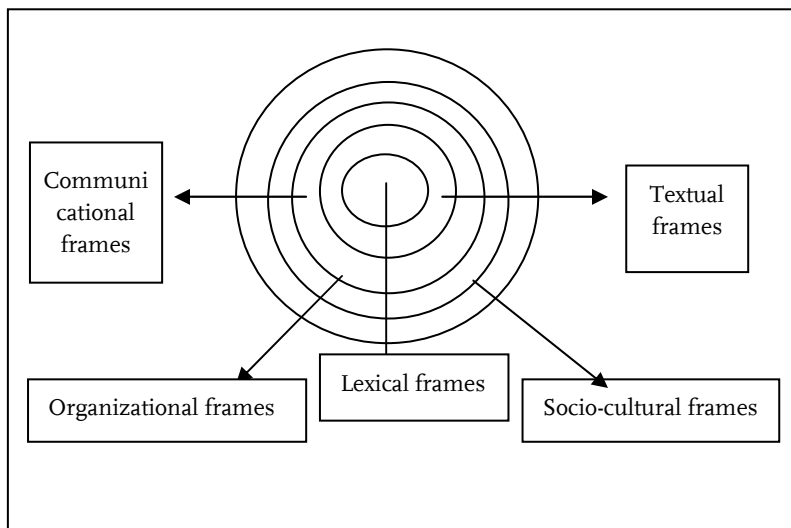 Communi
cational
frames
Textual
frames
Organizational frames
Lexical frames
Socio-cultural frames